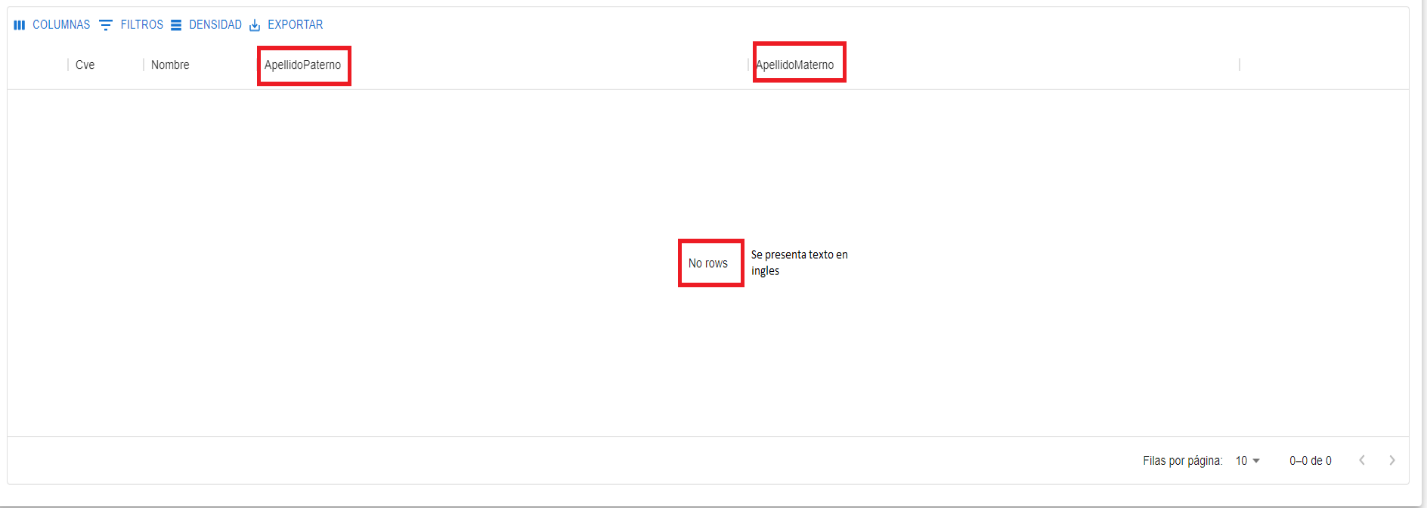 COLUMNAS FILTROS DENSIDAD EXPORTAR
Cve Nombre ApellidoPaterno ApellidoMaterno
No rows
Se presenta texto en
ingles
Filas por página: 10 0–0 de 0